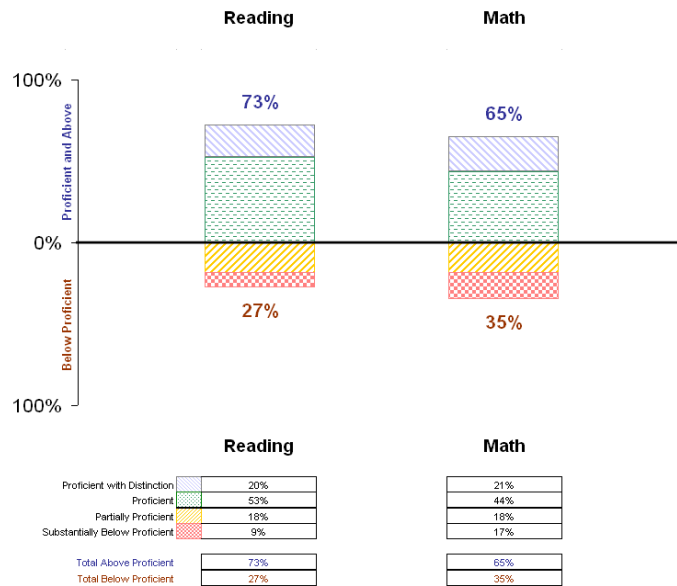 Reading Math
100%
73%
65%
Proficient and Above
0%
Below Proficient
27%
35%
100%
Reading Math
Proficient with Distinction 20% 21%
Proficient 53% 44%
Partially Proficient 18% 18%
Substantially Below Proficient 9% 17%
Total Above Proficient 73% 65%
Total Below Proficient 27% 35%